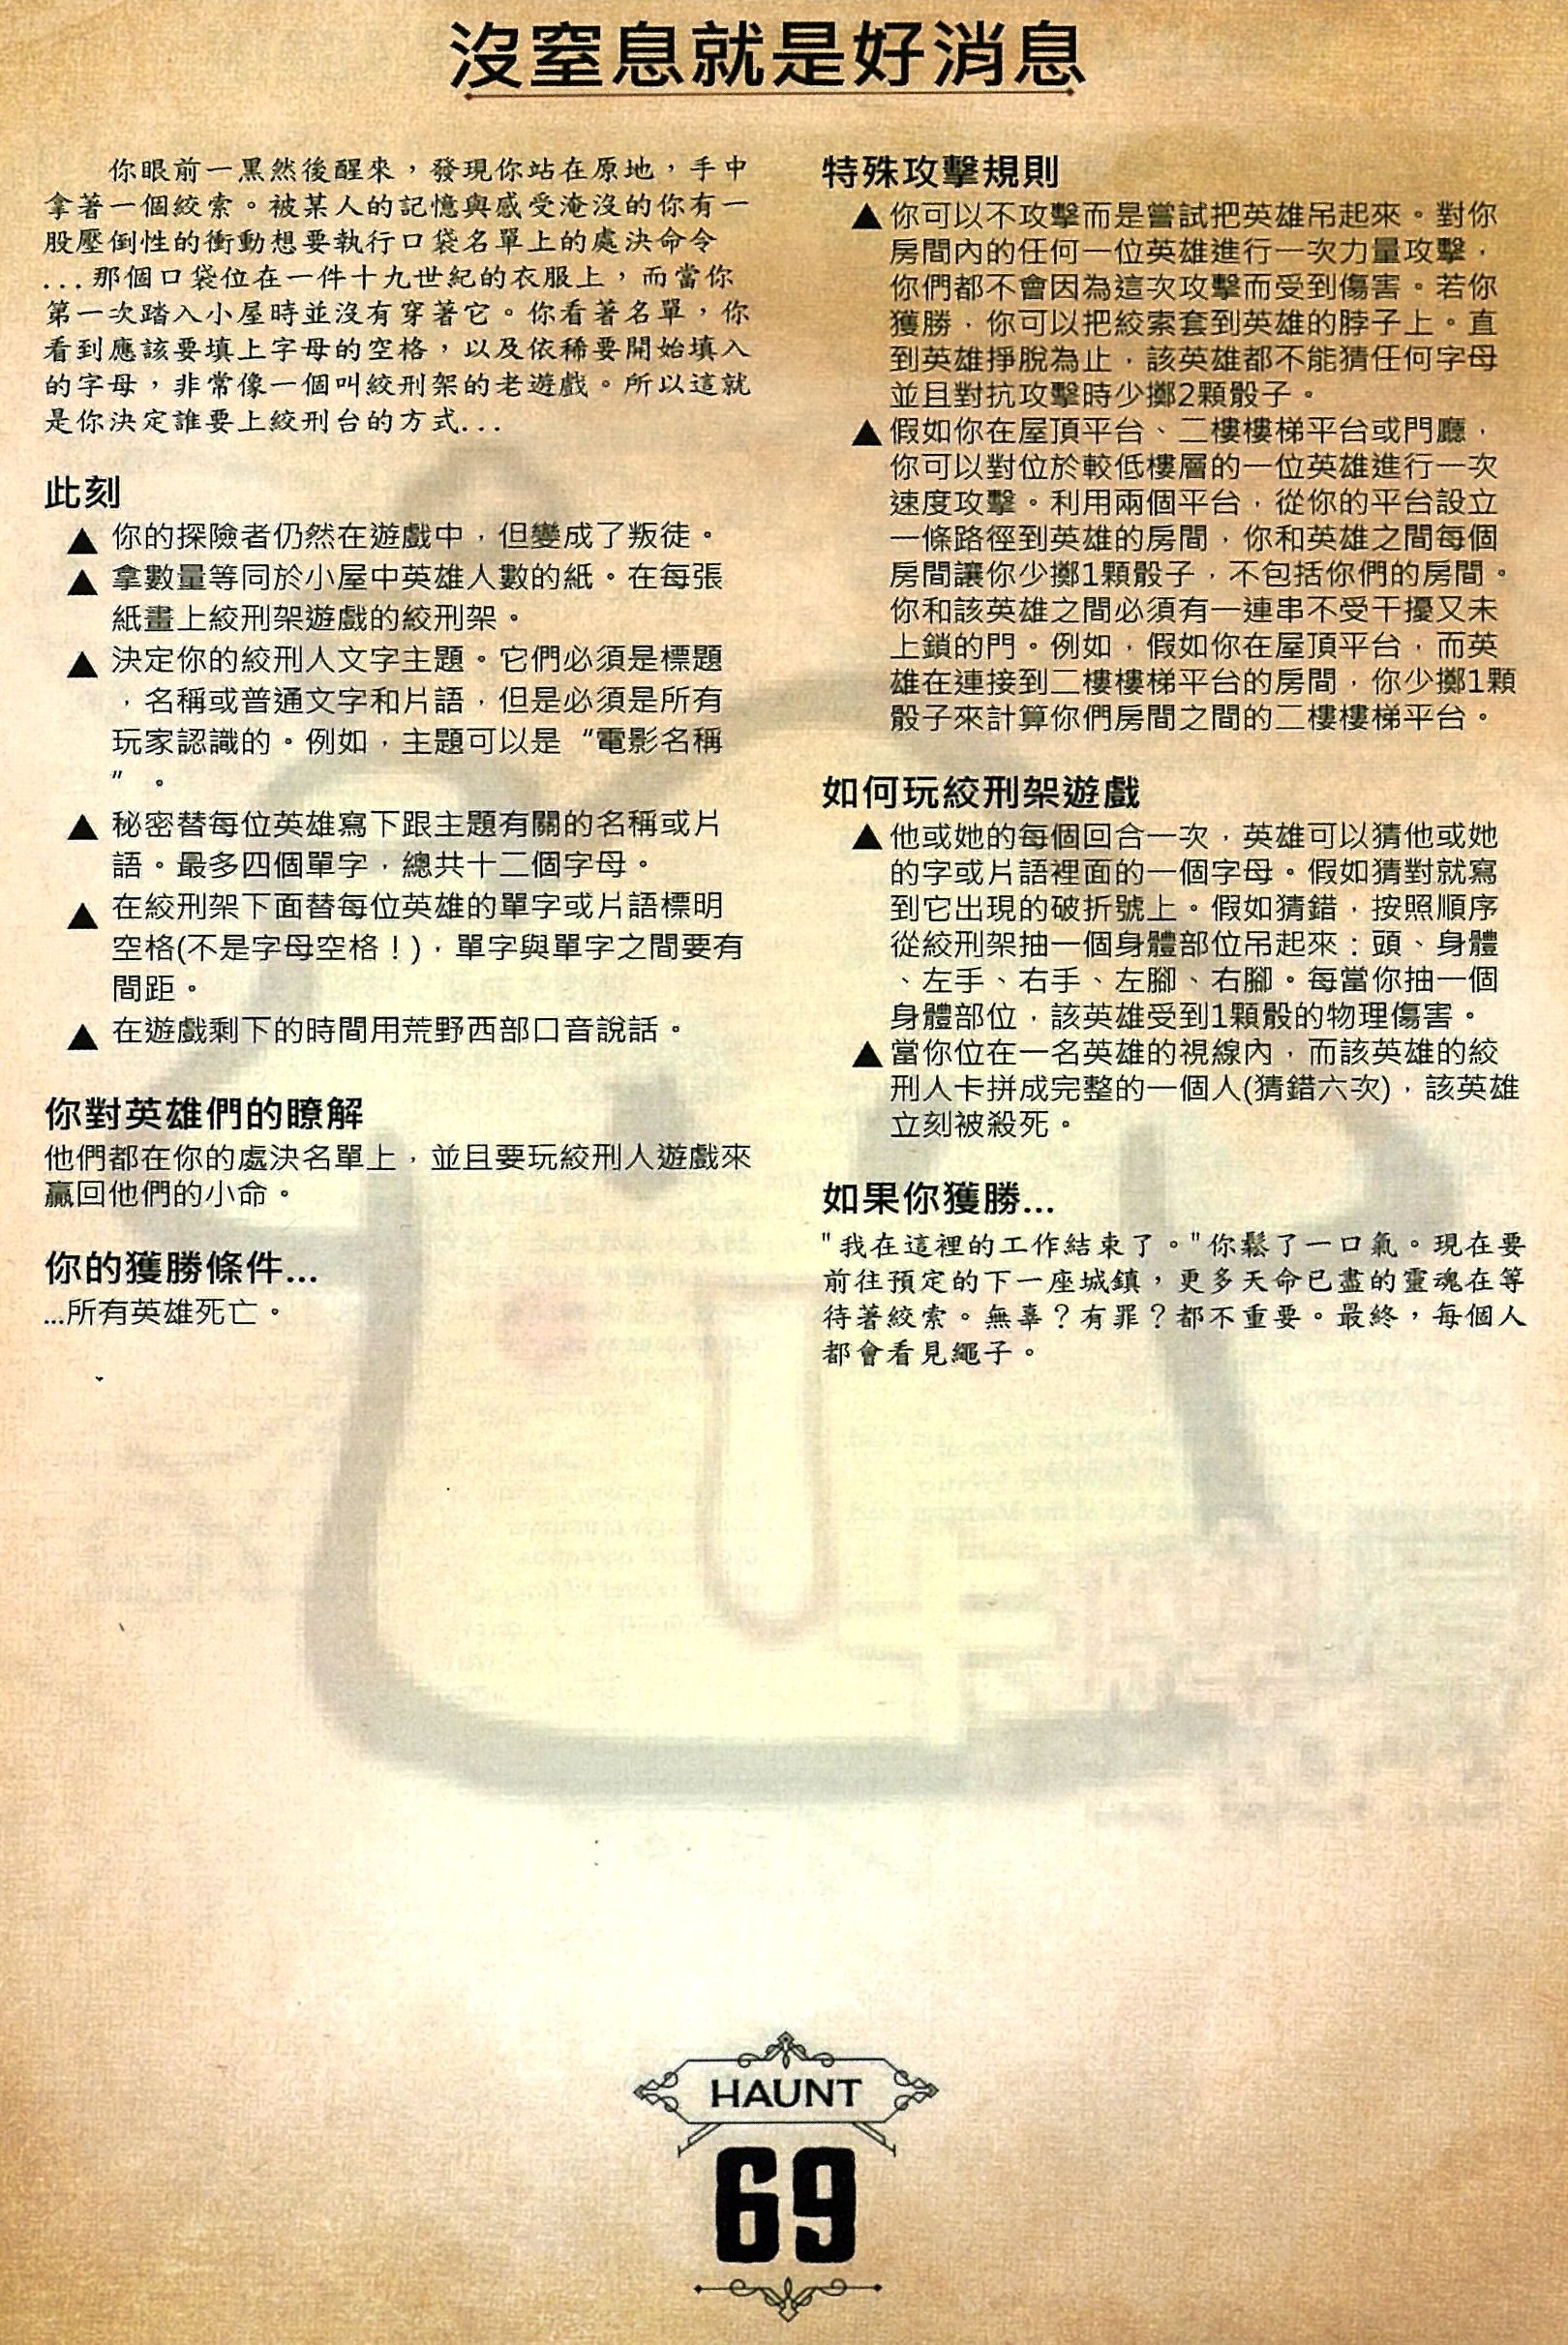 沒窒息就是好消息
你眼前一黑然後醒來，發現你站在原地，手中
拿著一個絞索。被某人的記憶與感受淹沒的你有一
股壓倒性的衝動想要執行口袋名單上的處決命令
...那個口袋位在一件十九世紀的衣服上，而當你
第一次踏入小屋時並沒有穿著它。你看著名單，你
看到應該要填上字母的空格，以及依稀要開始填入
的字母，非常像一個叫絞刑架的老遊戲。所以這就
是你決定誰要上絞刑台的方式...
此刻
▲ 你的探險者仍然在遊戲中，但變成了叛徒。
▲ 拿數量等同於小屋中英雄人數的紙。在每張
紙畫上絞刑架遊戲的絞刑架。
▲ 決定你的絞刑人文字主題。它們必須是標題
，名稱或普通文字和片語，但是必須是所有
玩家認識的。例如，主題可以是“電影名稱
”。
▲ 秘密替每位英雄寫下跟主題有關的名稱或片
語。最多四個單字，總共十二個字母。
▲ 在絞刑架下面替每位英雄的單字或片語標明
空格(不是字母空格！)，單字與單字之間要有
間距。
▲ 在遊戲剩下的時間用荒野西部口音說話。
你對英雄們的瞭解
他們都在你的處決名單上，並且要玩絞刑人遊戲來
贏回他們的小命。
你的獲勝條件...
...所有英雄死亡。
特殊攻擊規則
▲你可以不攻擊而是嘗試把英雄吊起來。對你
房間內的任何一位英雄進行一次力量攻擊，
你們都不會因為這次攻擊而受到傷害。若你
獲勝，你可以把絞索套到英雄的脖子上。直
到英雄掙脫為止，該英雄都不能猜任何字母
並且對抗攻擊時少擲2顆骰子。
▲假如你在屋頂平台、二樓樓梯平台或門廳，
你可以對位於較低樓層的一位英雄進行一次
速度攻擊。利用兩個平台，從你的平台設立
一條路徑到英雄的房間，你和英雄之間每個
房間讓你少擲1顆骰子，不包括你們的房間。
你和該英雄之間必須有一連串不受干擾又未
上鎖的門。例如，假如你在屋頂平台，而英
雄在連接到二樓樓梯平台的房間，你少擲1顆
骰子來計算你們房間之間的二樓樓梯平台。
如何玩絞刑架遊戲
▲他或她的每個回合一次，英雄可以猜他或她
的字或片語裡面的一個字母。假如猜對就寫
到它出現的破折號上。假如猜錯，按照順序
從絞刑架抽一個身體部位吊起來：頭、身體
、左手、右手、左腳、右腳。每當你抽一個
身體部位，該英雄受到1顆骰的物理傷害。
▲當你位在一名英雄的視線內，而該英雄的絞
刑人卡拼成完整的一個人(猜錯六次)，該英雄
立刻被殺死。
如果你獲勝...
"我在這裡的工作結束了。"你鬆了一口氣。現在要
前往預定的下一座城鎮，更多天命已盡的靈魂在等
待著絞索。無辜？有罪？都不重要。最終，每個人
都會看見繩子。
HAUNT
69